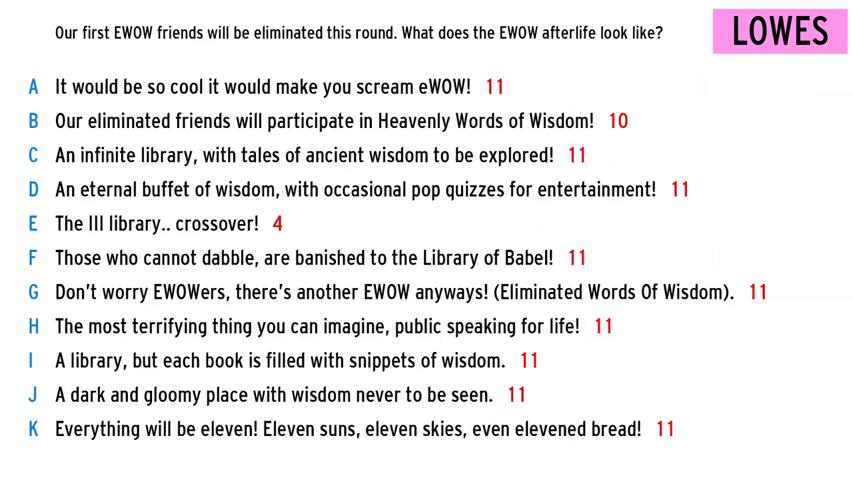 Our first EWOW friends will be eliminated this round. What does the EWOW afterlife look like?
LOWES
A It would be so cool it would make you scream eWOW! 11
B Our eliminated friends will participate in Heavenly Words of Wisdom! 10
C An infinite library, with tales of ancient wisdom to be explored! 11
D An eternal buffet of wisdom, with occasional pop quizzes for entertainment! 11
E The III library.. crossover! 4
F Those who cannot dabble, are banished to the Library of Babel! 11
G Don't worry EWOWers, there's another EWOW anyways! (Eliminated Words Of Wisdom). 11
H The most terrifying thing you can imagine, public speaking for life! 11
I A library, but each book is filled with snippets of wisdom. 11
J A dark and gloomy place with wisdom never to be seen. 11
K Everything will be eleven! Eleven suns, eleven skies, even elevened bread! 11